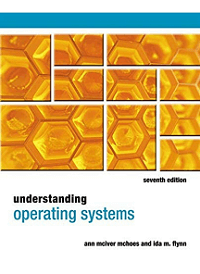 seventh edition
understanding
operating systems
ann mciver mchoes and ida m. flynn